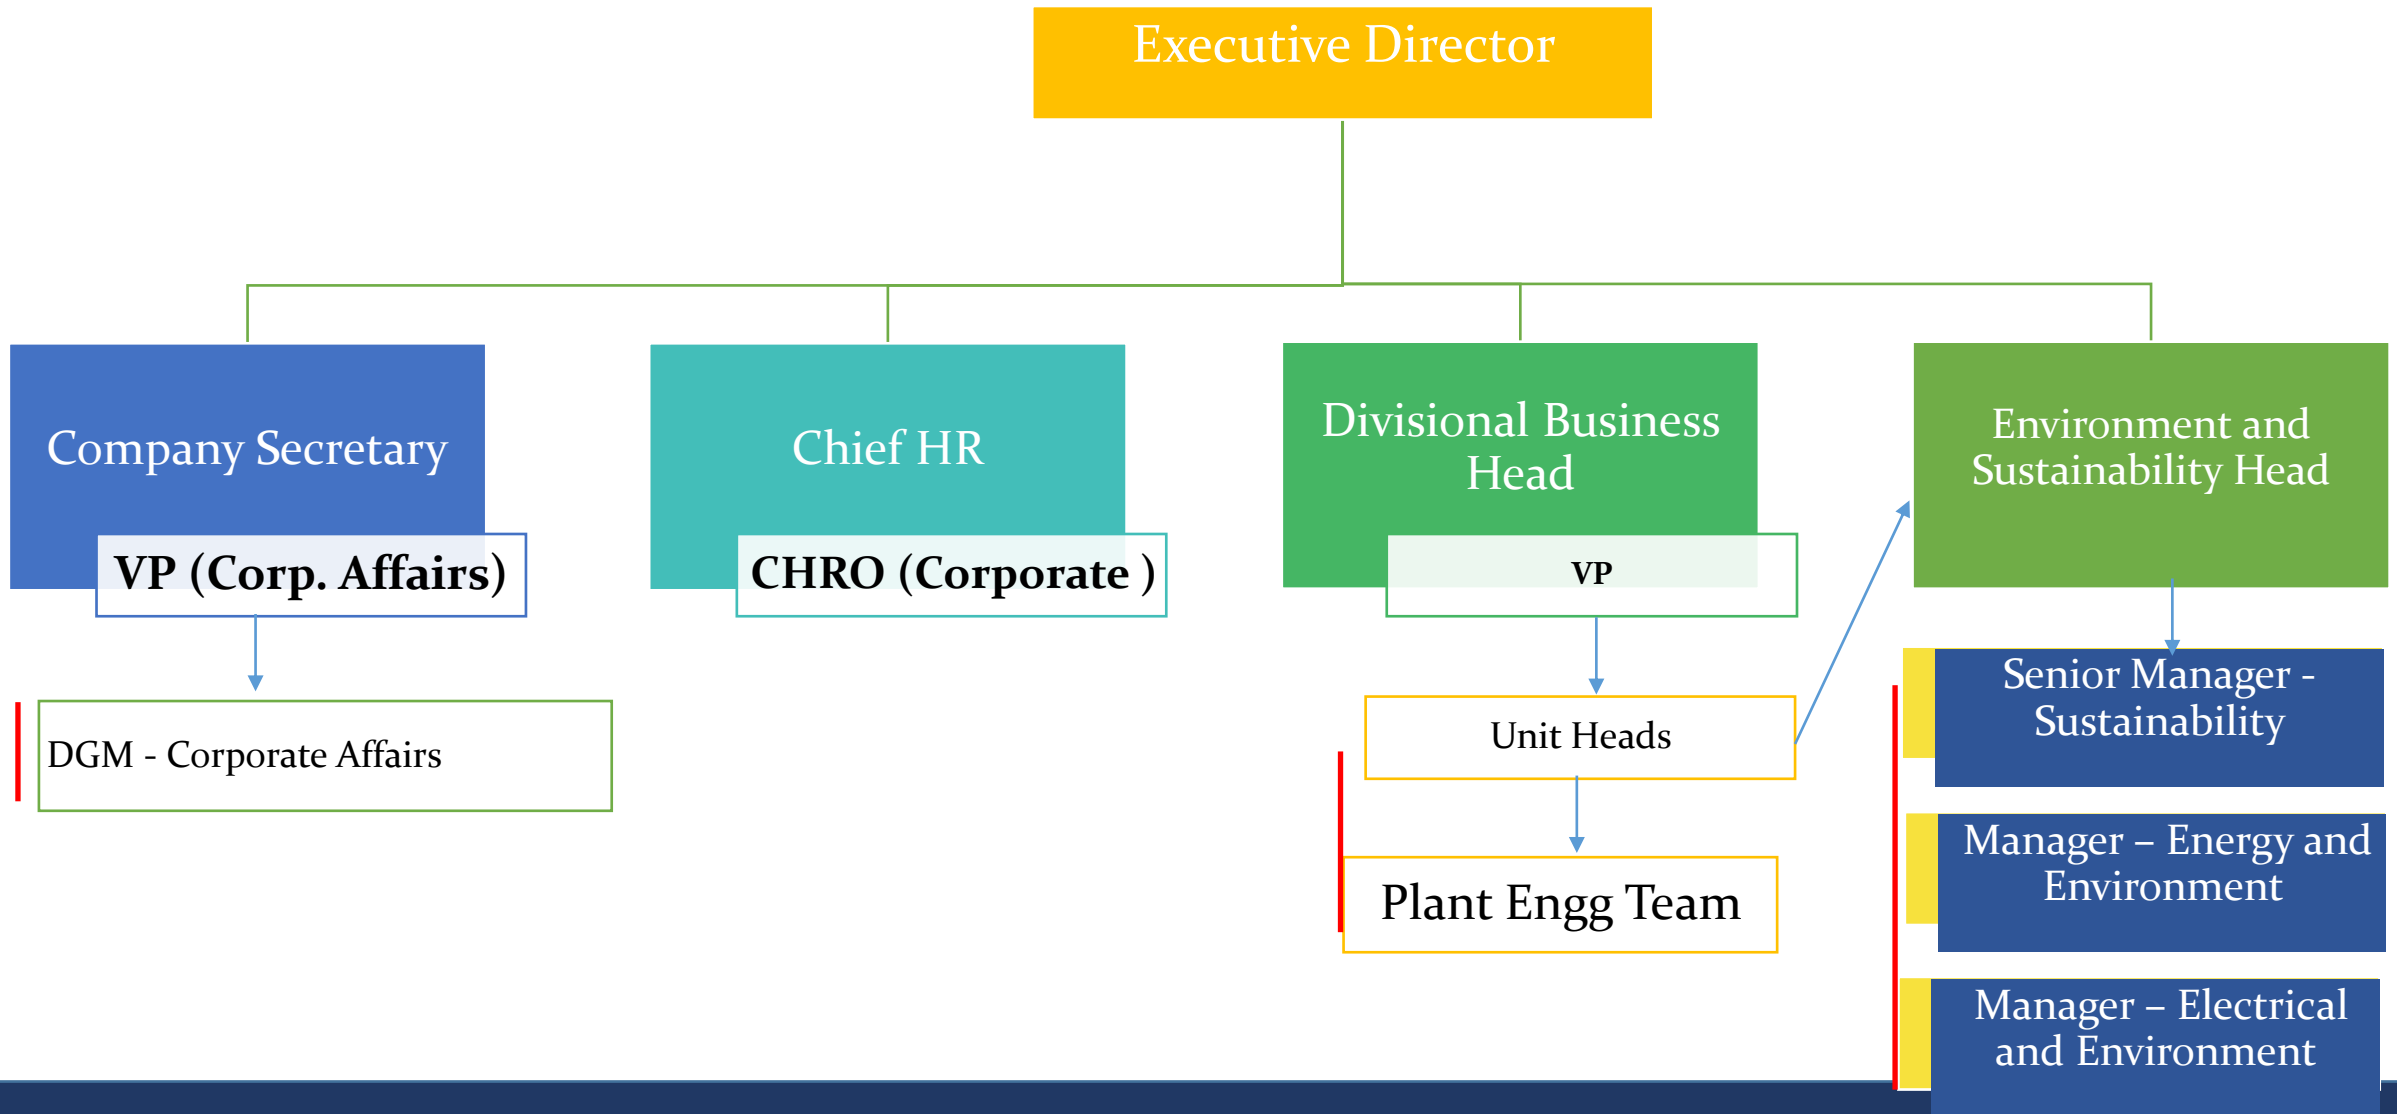 Executive Director
Company Secretary
VP (Corp. Affairs)
DGM - Corporate Affairs
Chief HR
CHRO (Corporate )
Divisional Business
Head
VP
Unit Heads
Plant Engg Team
Environment and
Sustainability Head
Senior Manager -
Sustainability
Manager – Energy and
Environment
Manager – Electrical
and Environment